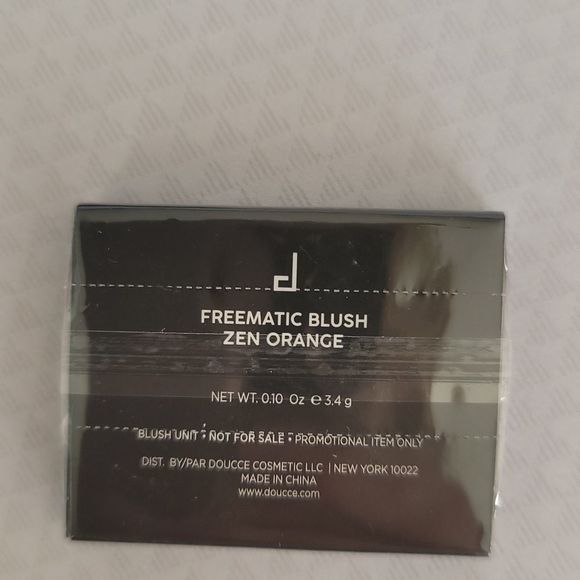 FREEMATIC BLUSH
ZEN ORANGE
NET WT. 0.10 Oz ℮ 3.4 g
BLUSH UNIT • NOT FOR SALE • PROMOTIONAL ITEM ONLY
DIST. BY/PAR DOUCCE COSMETIC LLC | NEW YORK 10022
MADE IN CHINA
www.doucce.com